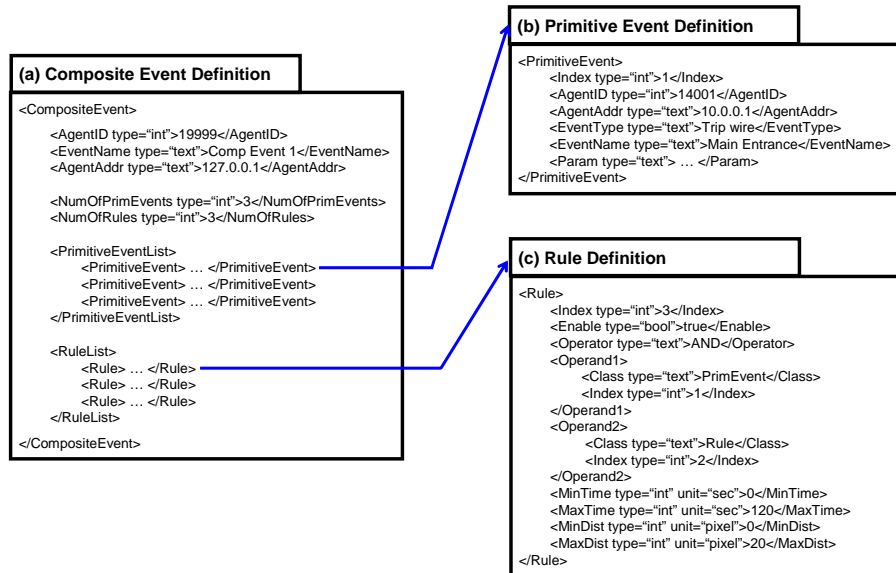 (a) Composite Event Definition
<CompositeEvent>
<AgentID type=“int”>19999</AgentID>
<EventName type=“text”>Comp Event 1</EventName>
<AgentAddr type=“text”>127.0.0.1</AgentAddr>
<NumOfPrimEvents type=“int”>3</NumOfPrimEvents>
<NumOfRules type=“int”>3</NumOfRules>
<PrimitiveEventList>
<PrimitiveEvent> … </PrimitiveEvent>
<PrimitiveEvent> … </PrimitiveEvent>
<PrimitiveEvent> … </PrimitiveEvent>
</PrimitiveEventList>
<RuleList>
<Rule> … </Rule>
<Rule> … </Rule>
<Rule> … </Rule>
</RuleList>
</CompositeEvent>
(b) Primitive Event Definition
<PrimitiveEvent>
<Index type=“int”>1</Index>
<AgentID type=“int”>14001</AgentID>
<AgentAddr type=“text”>10.0.0.1</AgentAddr>
<EventType type=“text”>Trip wire</EventType>
<EventName type=“text”>Main Entrance</EventName>
<Param type=“text”> … </Param>
</PrimitiveEvent>
(c) Rule Definition
<Rule>
<Index type=“int”>3</Index>
<Enable type=“bool”>true</Enable>
<Operator type=“text”>AND</Operator>
<Operand1>
<Class type=“text”>PrimEvent</Class>
<Index type=“int”>1</Index>
</Operand1>
<Operand2>
<Class type=“text”>Rule</Class>
<Index type=“int”>2</Index>
</Operand2>
<MinTime type=“int” unit=“sec”>0</MinTime>
<MaxTime type=“int” unit=“sec”>120</MaxTime>
<MinDist type=“int” unit=“pixel”>0</MinDist>
<MaxDist type=“int” unit=“pixel”>20</MaxDist>
</Rule>